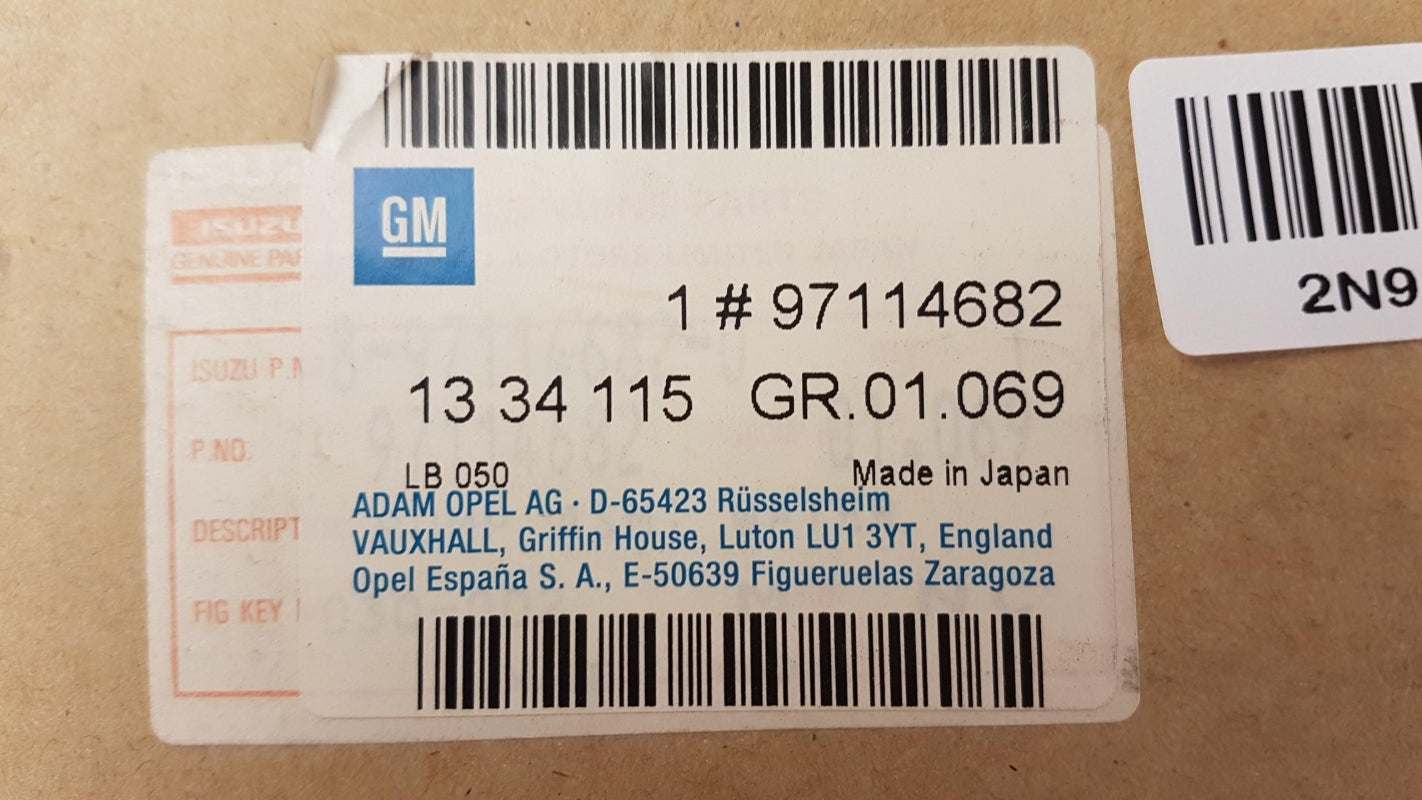 GM
1 # 97114682
13 34 115 GR.01.069
LB 050 Made in Japan
ADAM OPEL AG · D-65423 Rüsselsheim
VAUXHALL, Griffin House, Luton LU1 3YT, England
Opel España S. A., E-50639 Figueruelas Zaragoza
ISUZU
GENUINE PAR
ISUZU P.N
P.NO.
DESCRIPT
FIG KEY
2N9